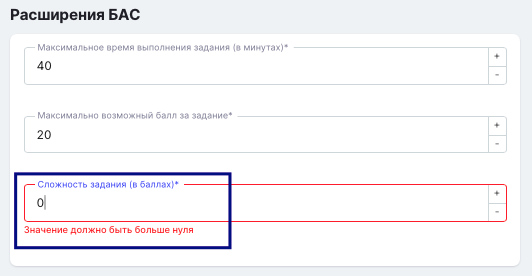 Расширения БАС
Максимальное время выполнения задания (в минутах)*
40
+
-
Максимально возможный балл за задание*
20
+
-
Сложность задания (в баллах)*
0
+
-
Значение должно быть больше нуля